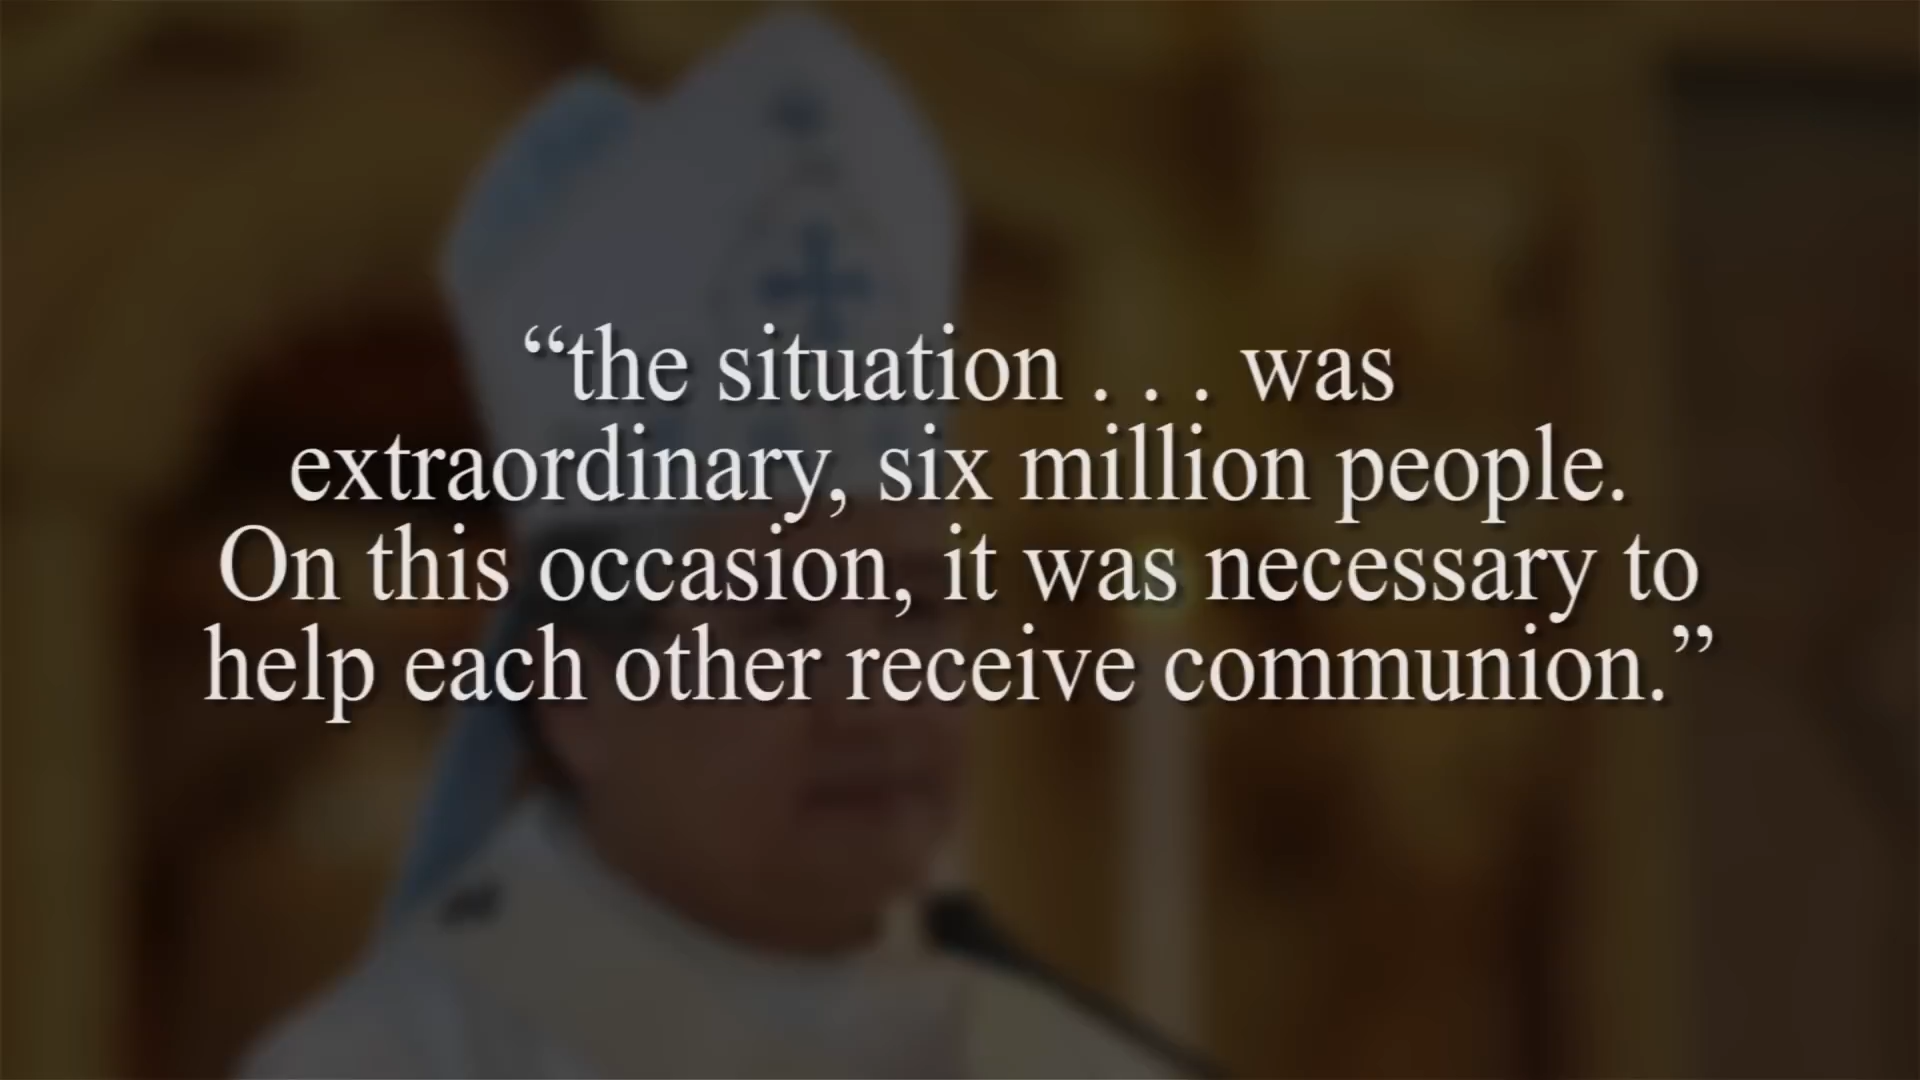 “the situation . . . was
extraordinary, six million people.
On this occasion, it was necessary to
help each other receive communion.”